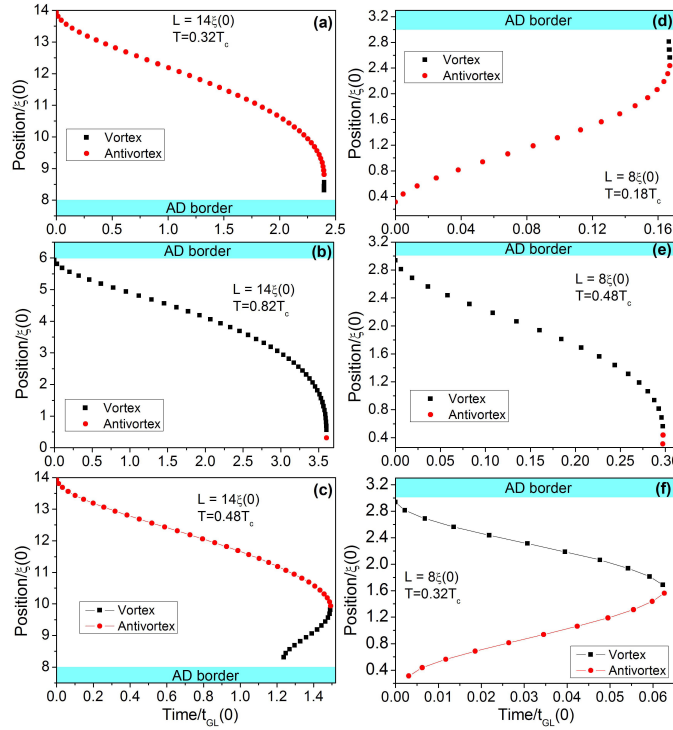 (a)
L = 14ξ(0)
T=0.32T_c
Vortex
Antivortex
AD border
Position/ξ(0)
14
13
12
11
10
9
8
0.0 0.5 1.0 1.5 2.0 2.5
(d)
AD border
Vortex
Antivortex
L = 8ξ(0)
T=0.18T_c
Position/ξ(0)
3.2
2.8
2.4
2.0
1.6
1.2
0.8
0.4
0.00 0.04 0.08 0.12 0.16
(b)
AD border
L = 14ξ(0)
T=0.82T_c
Vortex
Antivortex
Position/ξ(0)
6
5
4
3
2
1
0
0.0 0.5 1.0 1.5 2.0 2.5 3.0 3.5
(e)
AD border
L = 8ξ(0)
T=0.48T_c
Vortex
Antivortex
Position/ξ(0)
3.2
2.8
2.4
2.0
1.6
1.2
0.8
0.4
0.00 0.05 0.10 0.15 0.20 0.25 0.30
(c)
L = 14ξ(0)
T=0.48T_c
Vortex
Antivortex
AD border
Position/ξ(0)
14
13
12
11
10
9
8
0.0 0.2 0.4 0.6 0.8 1.0 1.2 1.4
Time/t_GL(0)
(f)
AD border
L = 8ξ(0)
T=0.32T_c
Vortex
Antivortex
Position/ξ(0)
3.2
2.8
2.4
2.0
1.6
1.2
0.8
0.4
0.00 0.01 0.02 0.03 0.04 0.05 0.06
Time/t_GL(0)